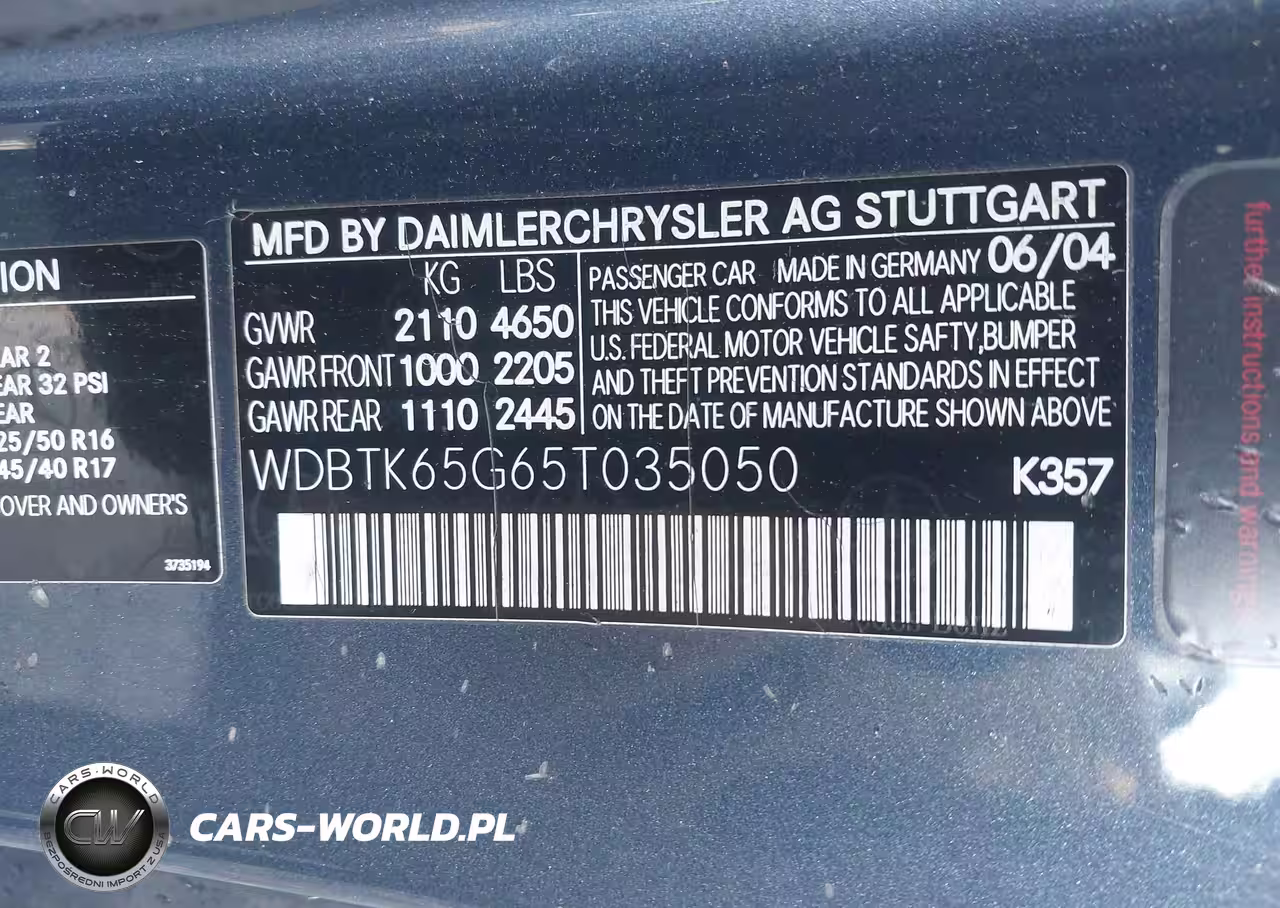 MFD BY DAIMLERCHRYSLER AG STUTTGART
KG LBS
GVWR 2110 4650
GAWR FRONT 1000 2205
GAWR REAR 1110 2445
PASSENGER CAR MADE IN GERMANY 06/04
THIS VEHICLE CONFORMS TO ALL APPLICABLE
U.S. FEDERAL MOTOR VEHICLE SAFTY,BUMPER
AND THEFT PREVENTION STANDARDS IN EFFECT
ON THE DATE OF MANUFACTURE SHOWN ABOVE
WDBTK65G65T035050 K357
ION
AR 2
EAR 32 PSI
EAR
25/50 R16
45/40 R17
OVER AND OWNER'S
3735194
further instructions and warnings
CARS-WORLD
CW
BEZPOŚREDNI IMPORT Z USA
CARS-WORLD.PL